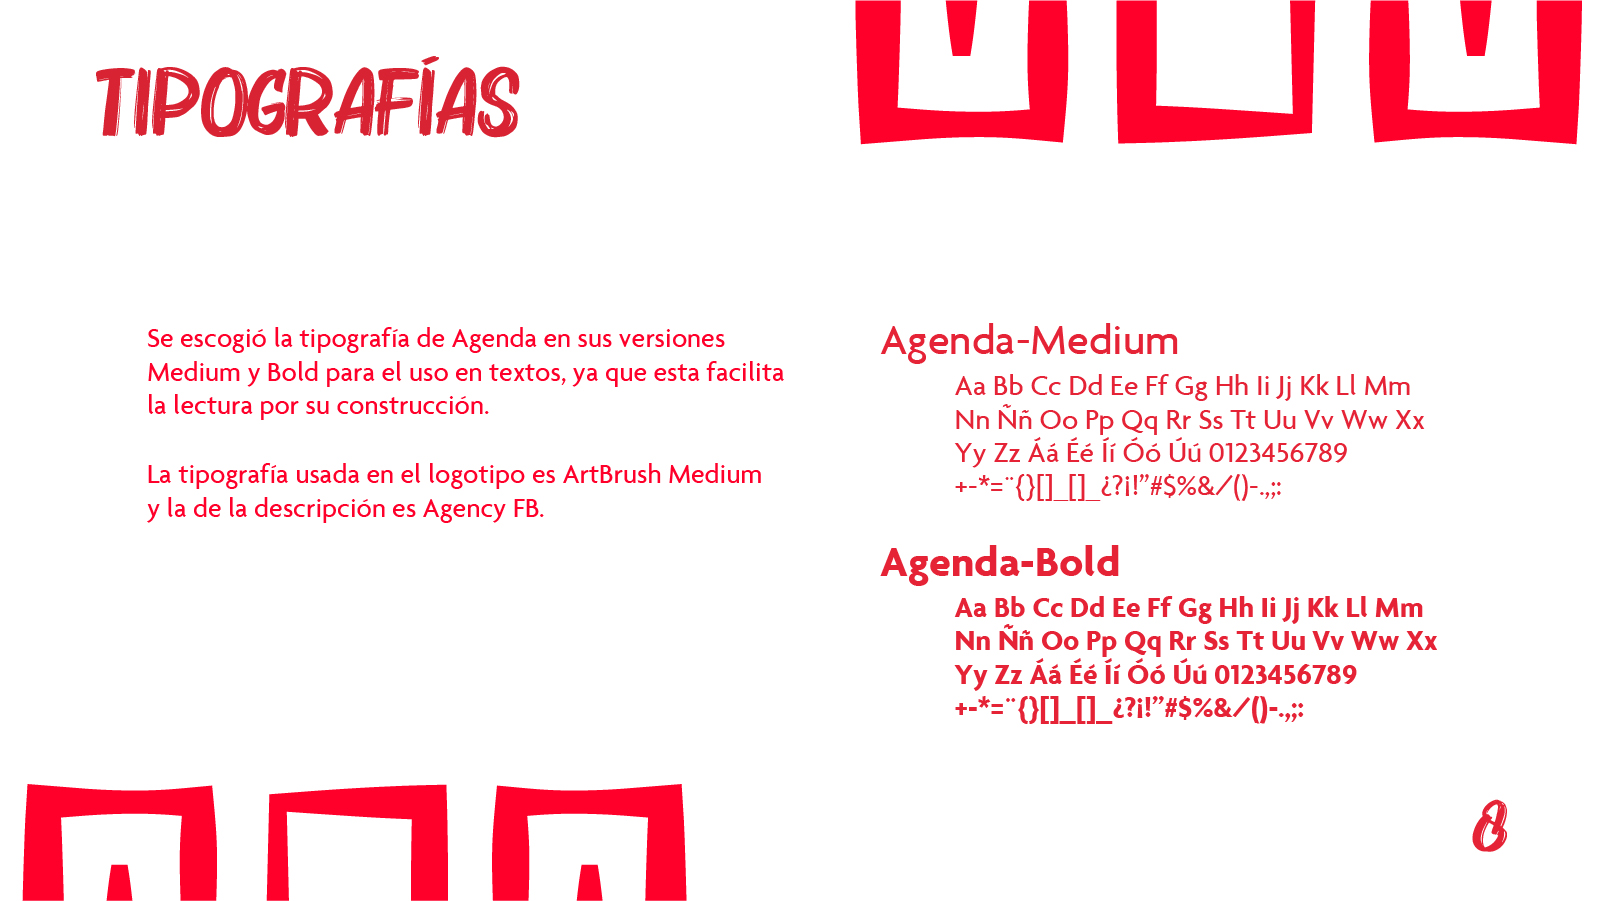 TIPOGRAFÍAS
Se escogió la tipografía de Agenda en sus versiones
Medium y Bold para el uso en textos, ya que esta facilita
la lectura por su construcción.
La tipografía usada en el logotipo es ArtBrush Medium
y la de la descripción es Agency FB.
Agenda-Medium
Aa Bb Cc Dd Ee Ff Gg Hh Ii Jj Kk Ll Mm
Nn Ññ Oo Pp Qq Rr Ss Tt Uu Vv Ww Xx
Yy Zz Áá Éé Íí Óó Úú 0123456789
+-*=¨{}[]_[]_¿?¡!”#$%&/()-.,;:
Agenda-Bold
Aa Bb Cc Dd Ee Ff Gg Hh Ii Jj Kk Ll Mm
Nn Ññ Oo Pp Qq Rr Ss Tt Uu Vv Ww Xx
Yy Zz Áá Éé Íí Óó Úú 0123456789
+-*=¨{}[]_[]_¿?¡!”#$%&/()-.,;:
8